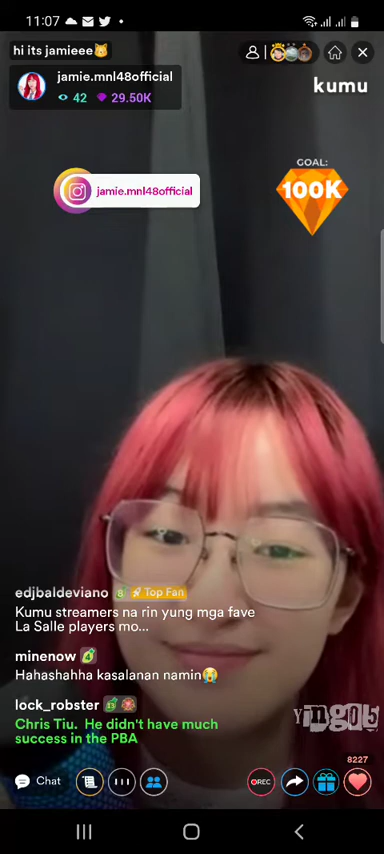 11:07
hi its jamieee😺
jamie.mnl48official
42 29.50K
kumu
jamie.mnl48official
GOAL:
100K
edjbaldeviano 8 Top Fan
Kumu streamers na rin yung mga fave
La Salle players mo...
minenow
Hahashahha kasalanan namin😭
lock_robster
Chris Tiu. He didn't have much
success in the PBA
Ying05
8227
Chat
REC